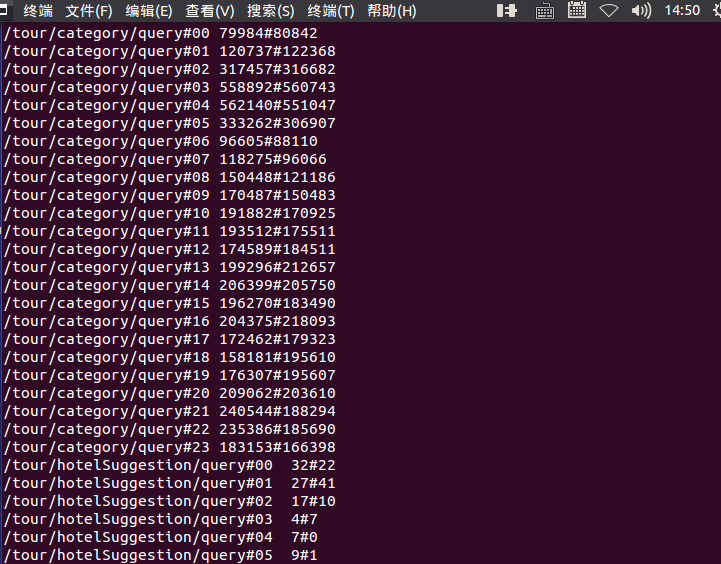 终端 文件(F) 编辑(E) 查看(V) 搜索(S) 终端(T) 帮助(H) 14:50
/tour/category/query#00 79984#80842
/tour/category/query#01 120737#122368
/tour/category/query#02 317457#316682
/tour/category/query#03 558892#560743
/tour/category/query#04 562140#551047
/tour/category/query#05 333262#306907
/tour/category/query#06 96605#88110
/tour/category/query#07 118275#96066
/tour/category/query#08 150448#121186
/tour/category/query#09 170487#150483
/tour/category/query#10 191882#170925
/tour/category/query#11 193512#175511
/tour/category/query#12 174589#184511
/tour/category/query#13 199296#212657
/tour/category/query#14 206399#205750
/tour/category/query#15 196270#183490
/tour/category/query#16 204375#218093
/tour/category/query#17 172462#179323
/tour/category/query#18 158181#195610
/tour/category/query#19 176307#195607
/tour/category/query#20 209062#203610
/tour/category/query#21 240544#188294
/tour/category/query#22 235386#185690
/tour/category/query#23 183153#166398
/tour/hotelSuggestion/query#00  32#22
/tour/hotelSuggestion/query#01  27#41
/tour/hotelSuggestion/query#02  17#10
/tour/hotelSuggestion/query#03  4#7
/tour/hotelSuggestion/query#04  7#0
/tour/hotelSuggestion/query#05  9#1